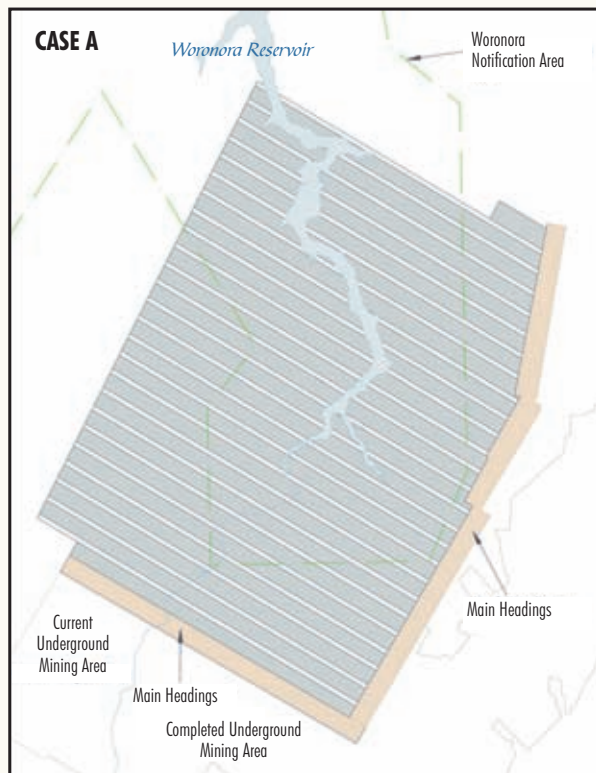 CASE A
Woronora Reservoir
Woronora
Notification Area
Main Headings
Current
Underground
Mining Area
Main Headings
Completed Underground
Mining Area